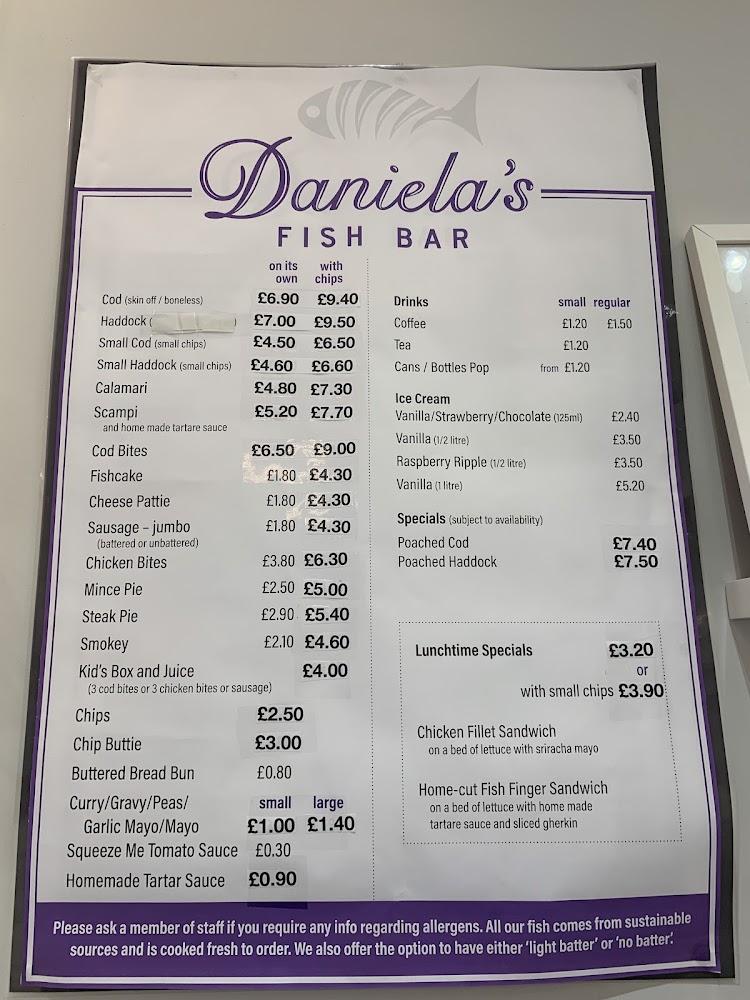 Daniela's
FISH BAR
on its own with chips
Cod (skin off / boneless) £6.90 £9.40
Haddock ( ) £7.00 £9.50
Small Cod (small chips) £4.50 £6.50
Small Haddock (small chips) £4.60 £6.60
Calamari £4.80 £7.30
Scampi £5.20 £7.70
and home made tartare sauce
Cod Bites £6.50 £9.00
Fishcake £1.80 £4.30
Cheese Pattie £1.80 £4.30
Sausage – jumbo £1.80 £4.30
(battered or unbattered)
Chicken Bites £3.80 £6.30
Mince Pie £2.50 £5.00
Steak Pie £2.90 £5.40
Smokey £2.10 £4.60
Kid's Box and Juice £4.00
(3 cod bites or 3 chicken bites or sausage)
Chips £2.50
Chip Buttie £3.00
Buttered Bread Bun £0.80
Curry/Gravy/Peas/ small large
Garlic Mayo/Mayo £1.00 £1.40
Squeeze Me Tomato Sauce £0.30
Homemade Tartar Sauce £0.90
Drinks small regular
Coffee £1.20 £1.50
Tea £1.20
Cans / Bottles Pop from £1.20
Ice Cream
Vanilla/Strawberry/Chocolate (125ml) £2.40
Vanilla (1/2 litre) £3.50
Raspberry Ripple (1/2 litre) £3.50
Vanilla (1 litre) £5.20
Specials (subject to availability)
Poached Cod £7.40
Poached Haddock £7.50
Lunchtime Specials £3.20
or
with small chips £3.90
Chicken Fillet Sandwich
on a bed of lettuce with sriracha mayo
Home-cut Fish Finger Sandwich
on a bed of lettuce with home made
tartare sauce and sliced gherkin
Please ask a member of staff if you require any info regarding allergens. All our fish comes from sustainable
sources and is cooked fresh to order. We also offer the option to have either 'light batter' or 'no batter'.